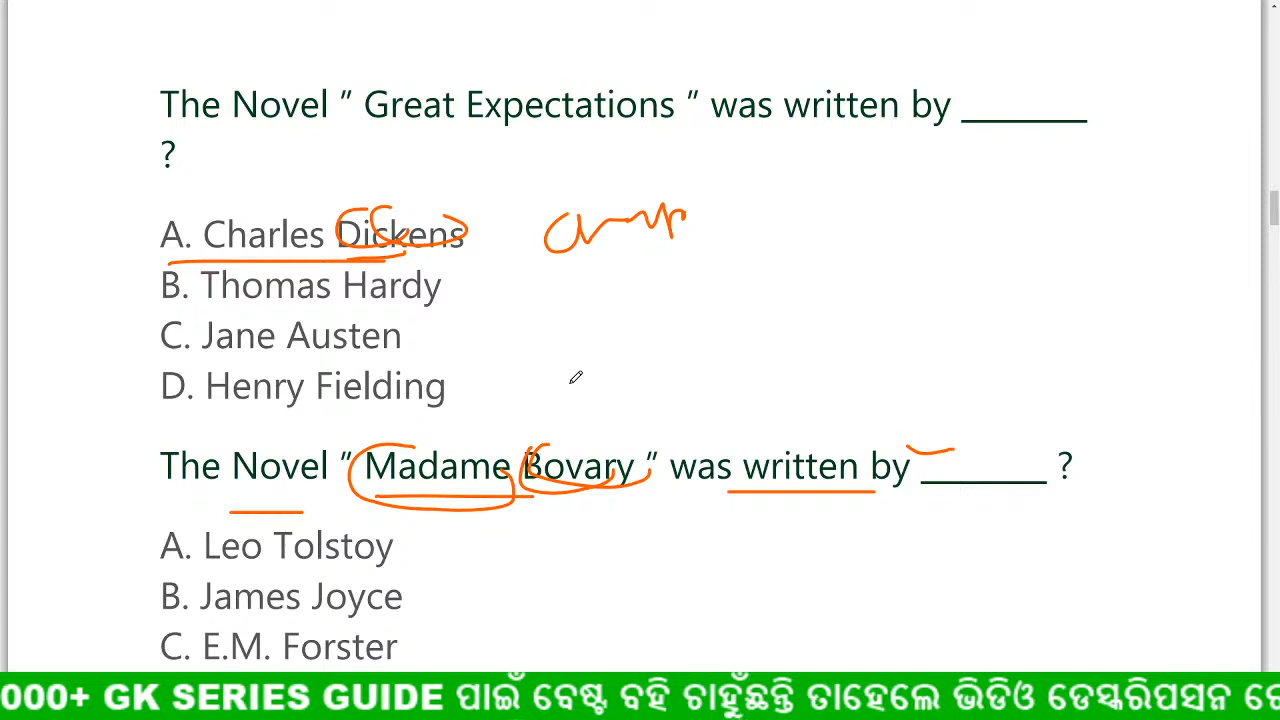 The Novel " Great Expectations " was written by ________
?
A. Charles Dickens
B. Thomas Hardy
C. Jane Austen
D. Henry Fielding
The Novel " Madame Bovary " was written by ________ ?
A. Leo Tolstoy
B. James Joyce
C. E.M. Forster
000+ GK SERIES GUIDE ପାଇଁ ବେଷ୍ଟ ବହି ଚାହୁଁଛନ୍ତି ତାହେଲେ ଭିଡିଓ ଡେସ୍କରିପସନ